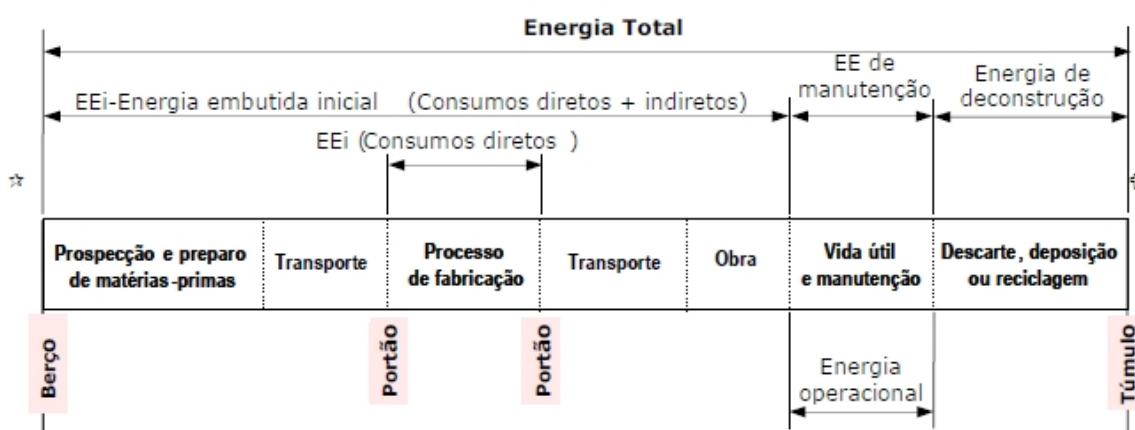 Energia Total
EE de
manutenção
Energia de
deconstrução
EEi-Energia embutida inicial (Consumos diretos + indiretos)
EEi (Consumos diretos )
Prospecção e preparo
de matérias-primas
Transporte
Processo
de fabricação
Transporte
Obra
Vida útil
e manutenção
Descarte, deposição
ou reciclagem
Berço
Portão
Portão
Túmulo
Energia
operacional